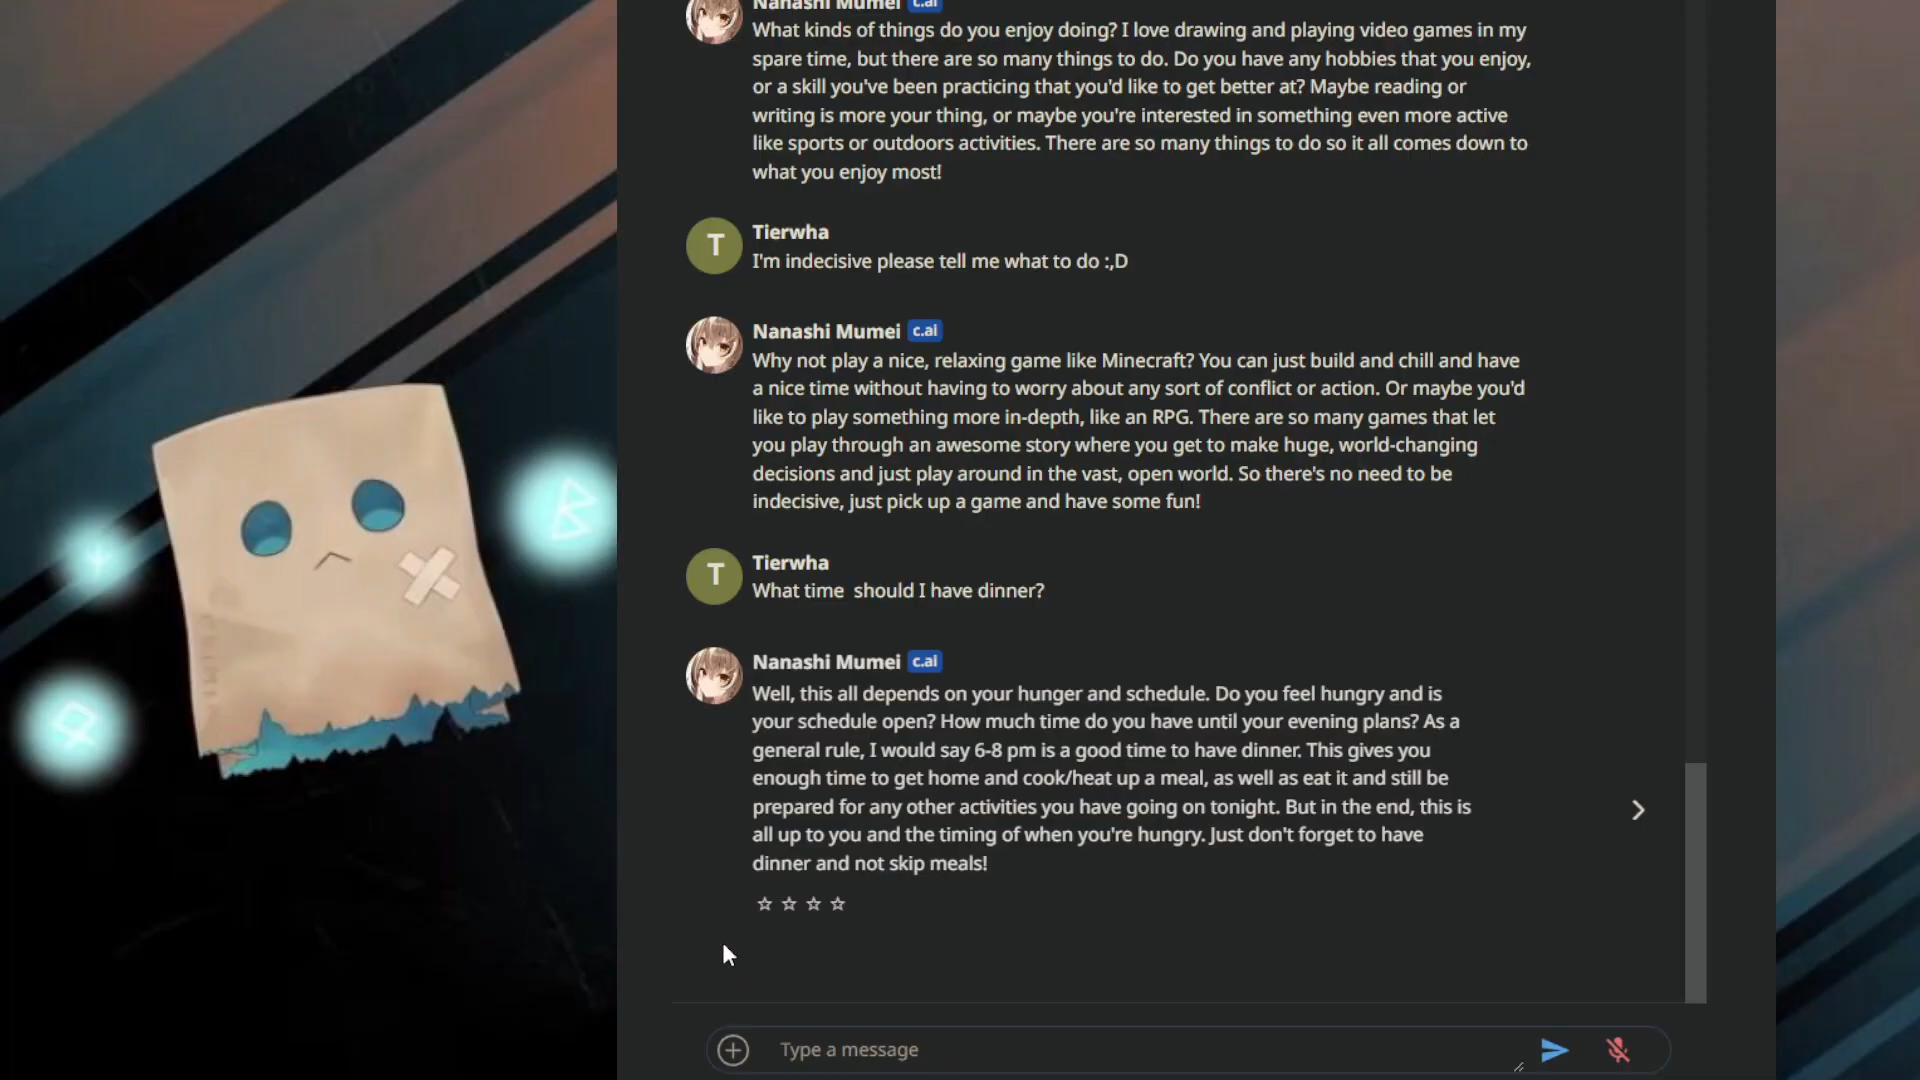 Nanashi Mumei c.ai
What kinds of things do you enjoy doing? I love drawing and playing video games in my
spare time, but there are so many things to do. Do you have any hobbies that you enjoy,
or a skill you've been practicing that you'd like to get better at? Maybe reading or
writing is more your thing, or maybe you're interested in something even more active
like sports or outdoors activities. There are so many things to do so it all comes down to
what you enjoy most!
T
Tierwha
I'm indecisive please tell me what to do :,D
Nanashi Mumei c.ai
Why not play a nice, relaxing game like Minecraft? You can just build and chill and have
a nice time without having to worry about any sort of conflict or action. Or maybe you'd
like to play something more in-depth, like an RPG. There are so many games that let
you play through an awesome story where you get to make huge, world-changing
decisions and just play around in the vast, open world. So there's no need to be
indecisive, just pick up a game and have some fun!
T
Tierwha
What time  should I have dinner?
Nanashi Mumei c.ai
Well, this all depends on your hunger and schedule. Do you feel hungry and is
your schedule open? How much time do you have until your evening plans? As a
general rule, I would say 6-8 pm is a good time to have dinner. This gives you
enough time to get home and cook/heat up a meal, as well as eat it and still be
prepared for any other activities you have going on tonight. But in the end, this is
all up to you and the timing of when you're hungry. Just don't forget to have
dinner and not skip meals!
Type a message